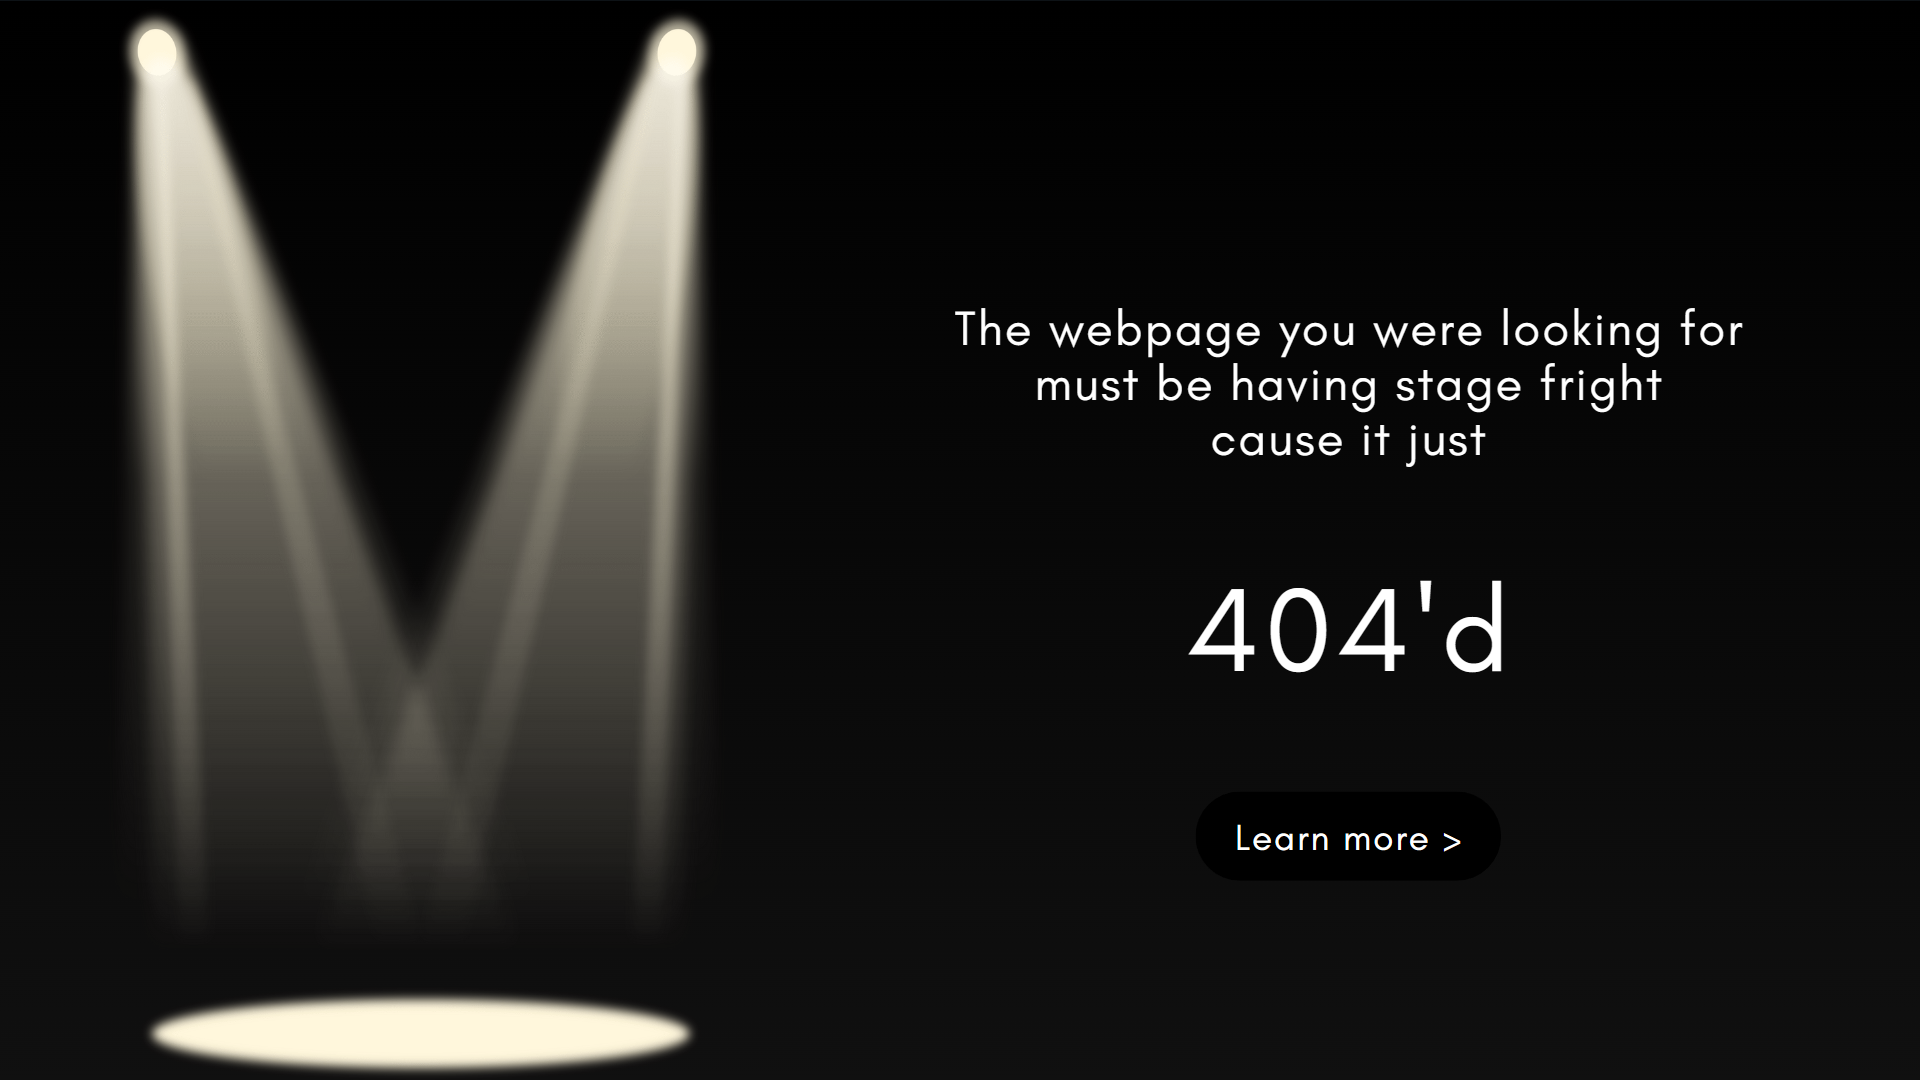 The webpage you were looking for
must be having stage fright
cause it just
404'd
Learn more >